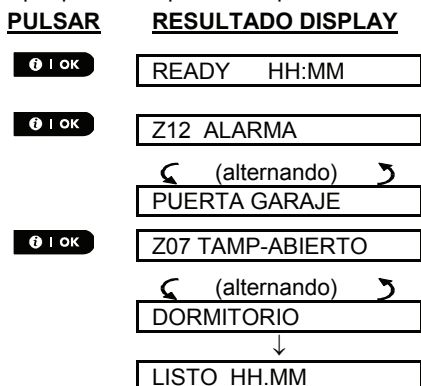 PULSAR RESULTADO DISPLAY
i | OK READY HH:MM
i | OK Z12 ALARMA
(alternando)
PUERTA GARAJE
i | OK Z07 TAMP-ABIERTO
(alternando)
DORMITORIO
↓
LISTO HH.MM